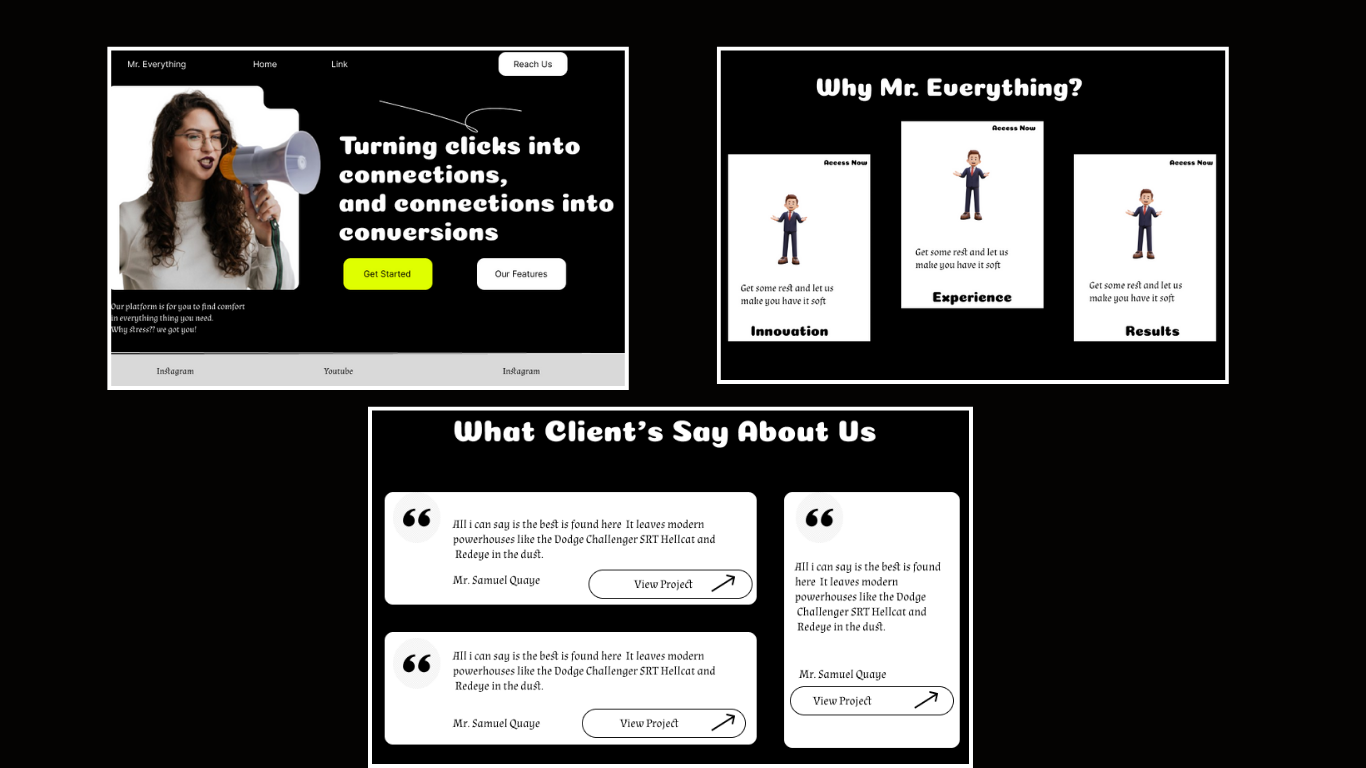 Mr. Everything Home Link Reach Us
Turning clicks into
connections,
and connections into
conversions
Get Started Our Features
Our platform is for you to find comfort
in everything thing you need.
Why stress?? we got you!
Instagram Youtube Instagram
Why Mr. Everything?
Access Now
Get some rest and let us
make you have it soft
Innovation
Access Now
Get some rest and let us
make you have it soft
Experience
Access Now
Get some rest and let us
make you have it soft
Results
What Client's Say About Us
All i can say is the best is found here It leaves modern
powerhouses like the Dodge Challenger SRT Hellcat and
Redeye in the dust.
Mr. Samuel Quaye
View Project
All i can say is the best is found here It leaves modern
powerhouses like the Dodge Challenger SRT Hellcat and
Redeye in the dust.
Mr. Samuel Quaye
View Project
All i can say is the best is found
here It leaves modern
powerhouses like the Dodge
Challenger SRT Hellcat and
Redeye in the dust.
Mr. Samuel Quaye
View Project